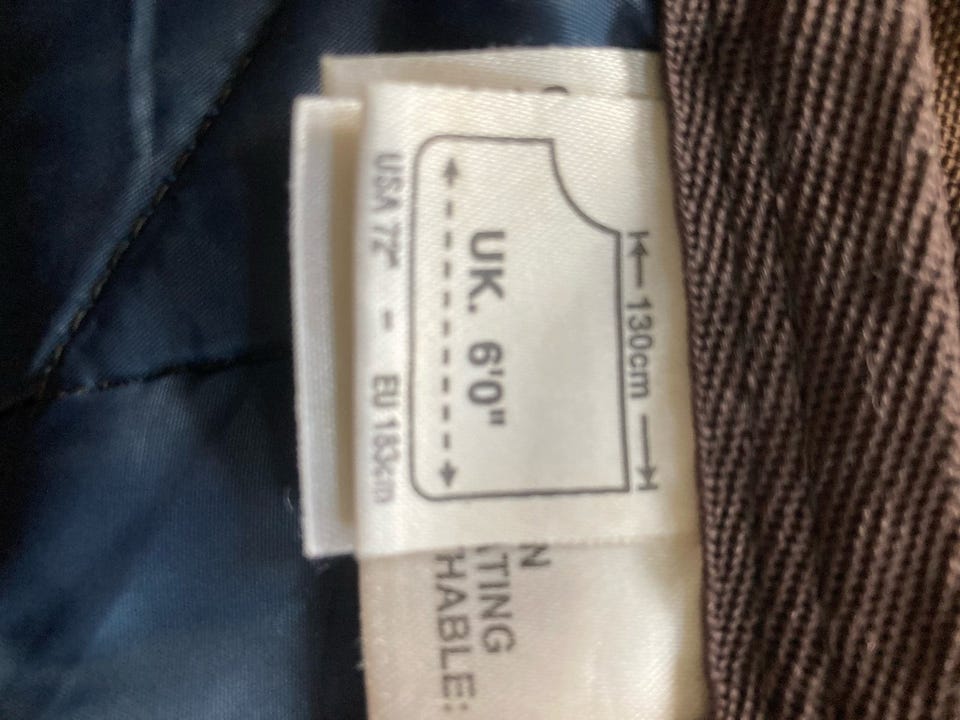 130cm
UK. 6'0"
USA 72" - EU 183cm
N
TING
HABLE: